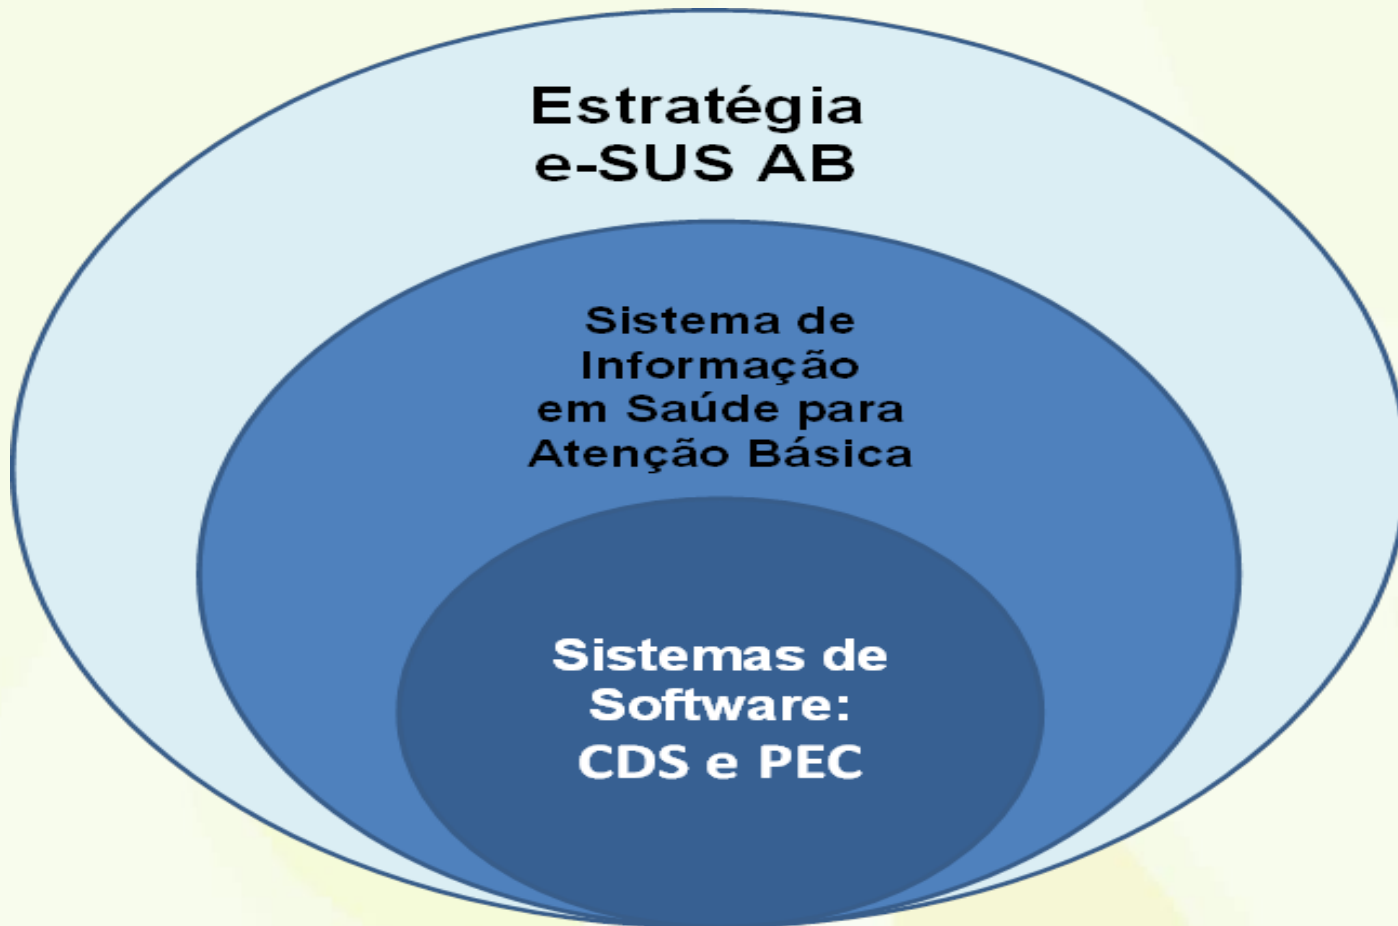 Estratégia
e-SUS AB
Sistema de
Informação
em Saúde para
Atenção Básica
Sistemas de
Software:
CDS e PEC